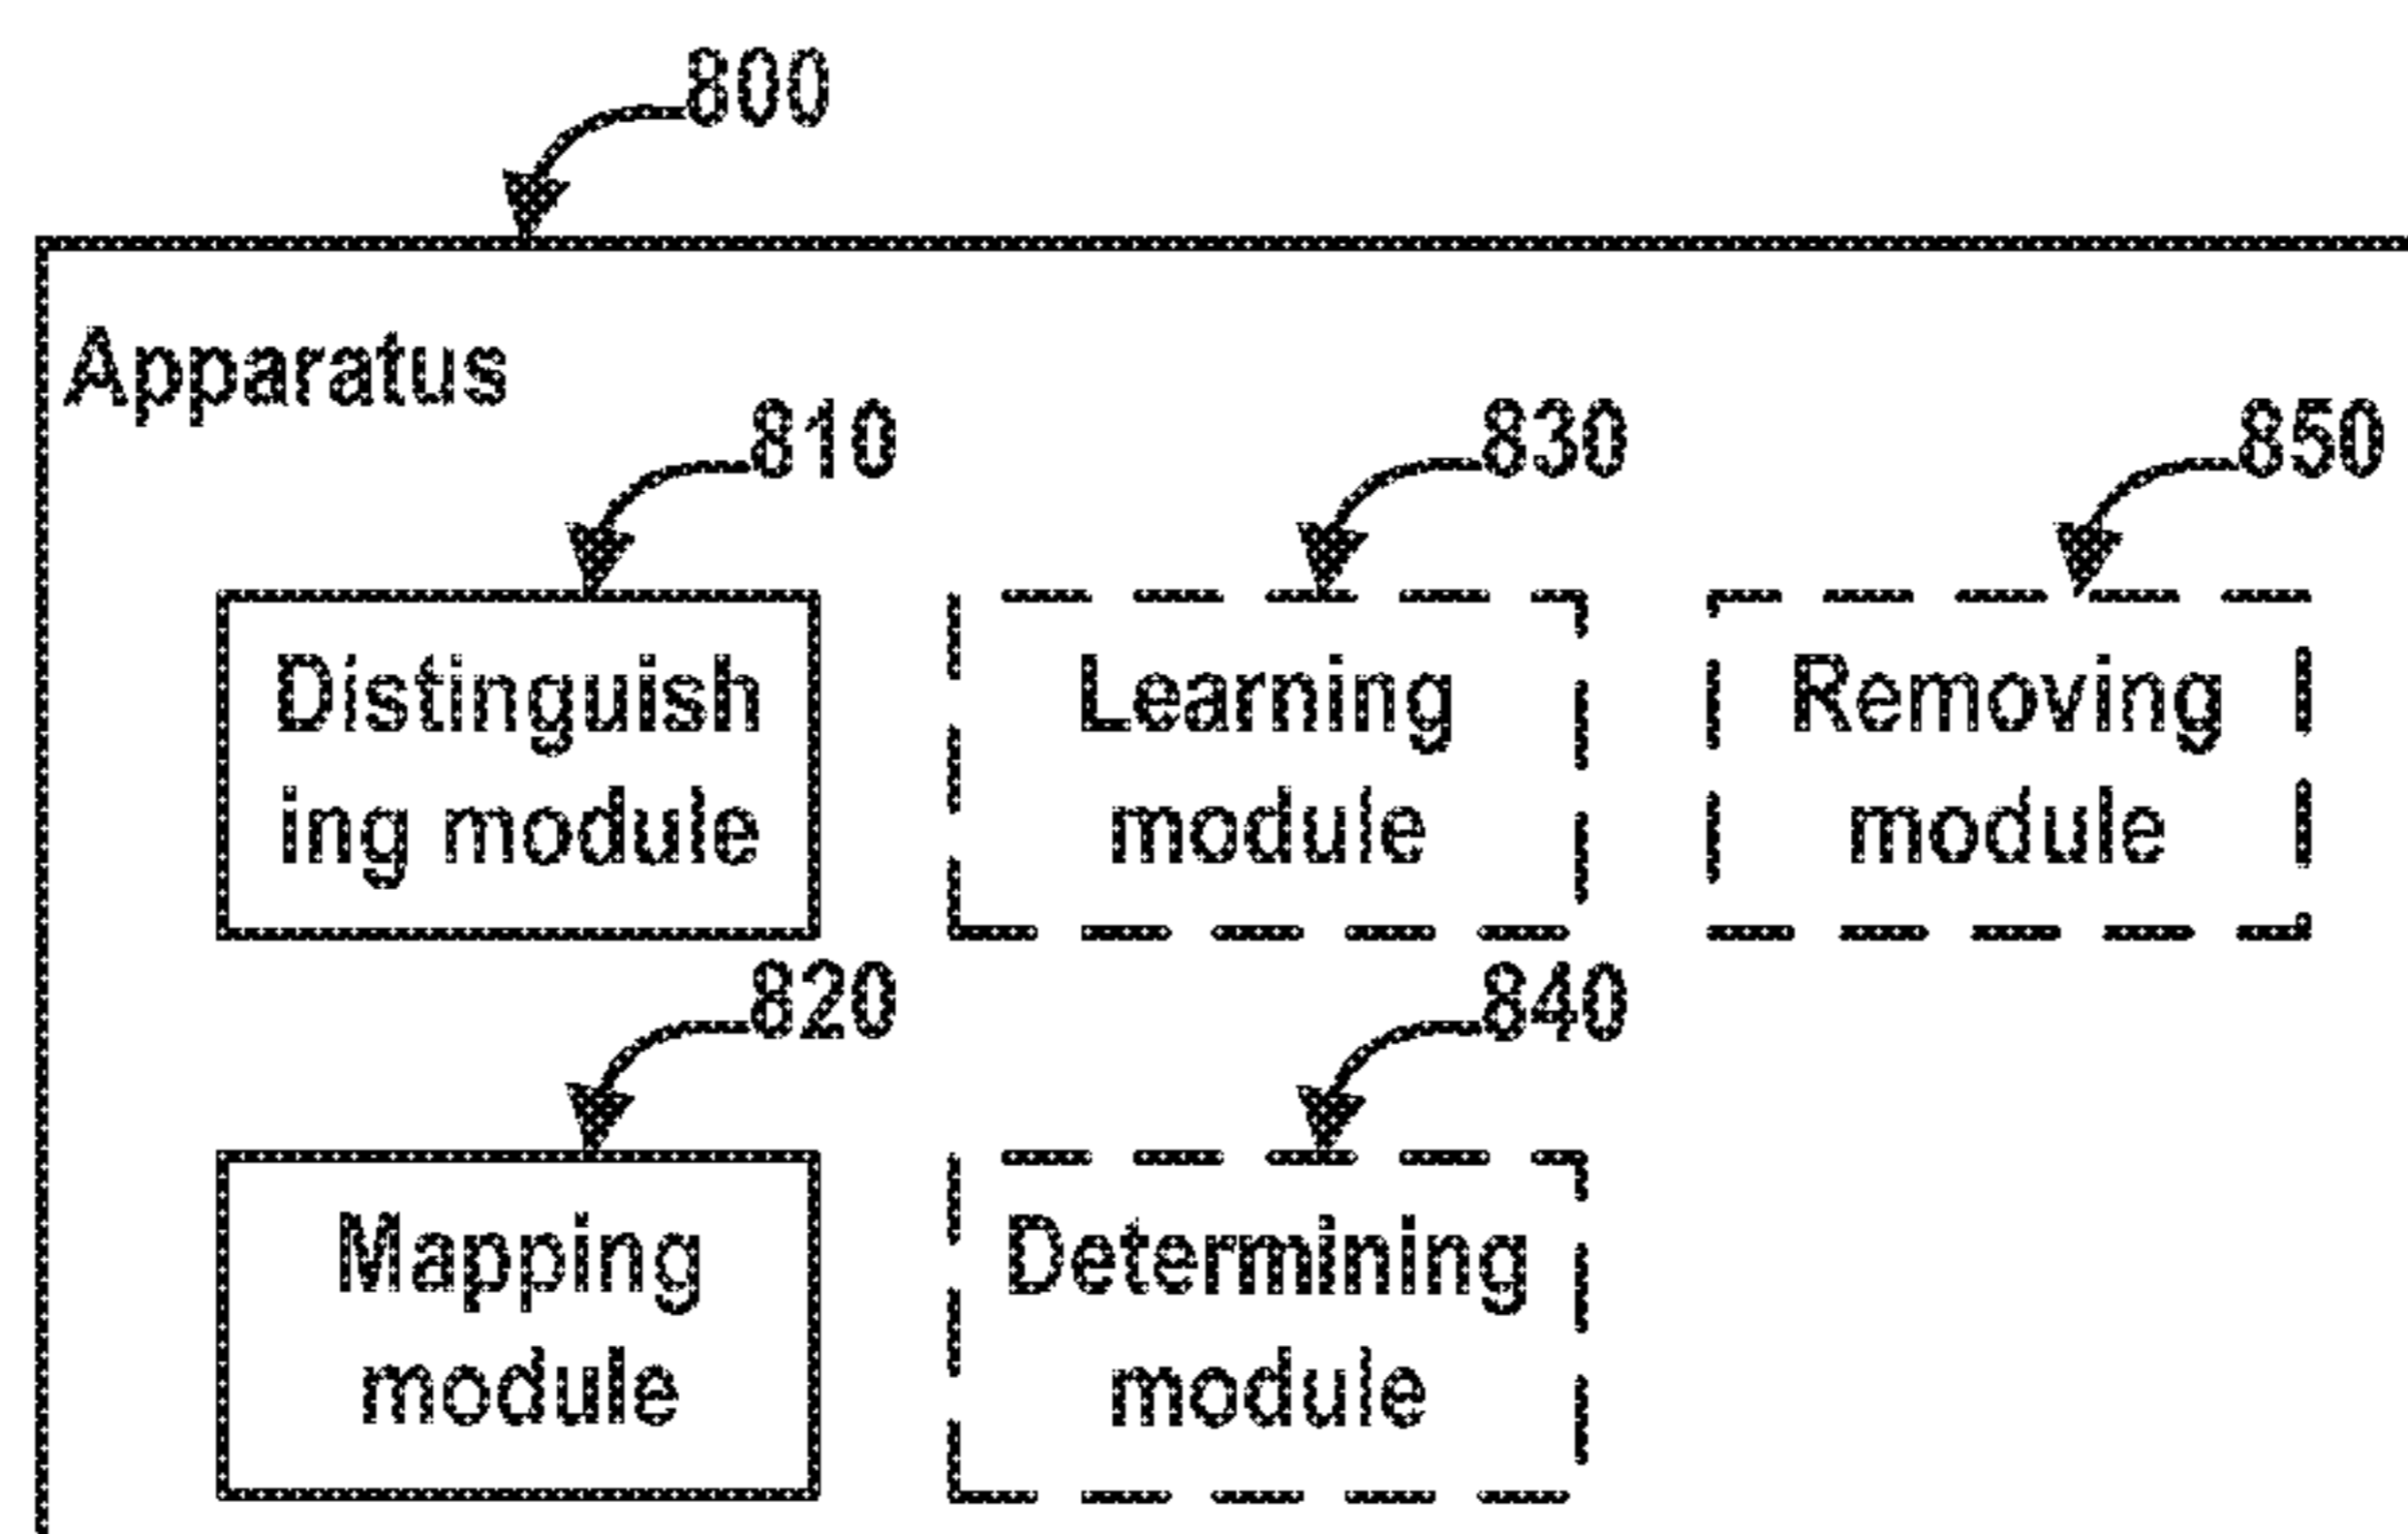 800
Apparatus
810
830
850
Distinguish
ing module
Learning
module
Removing
module
820
840
Mapping
module
Determining
module